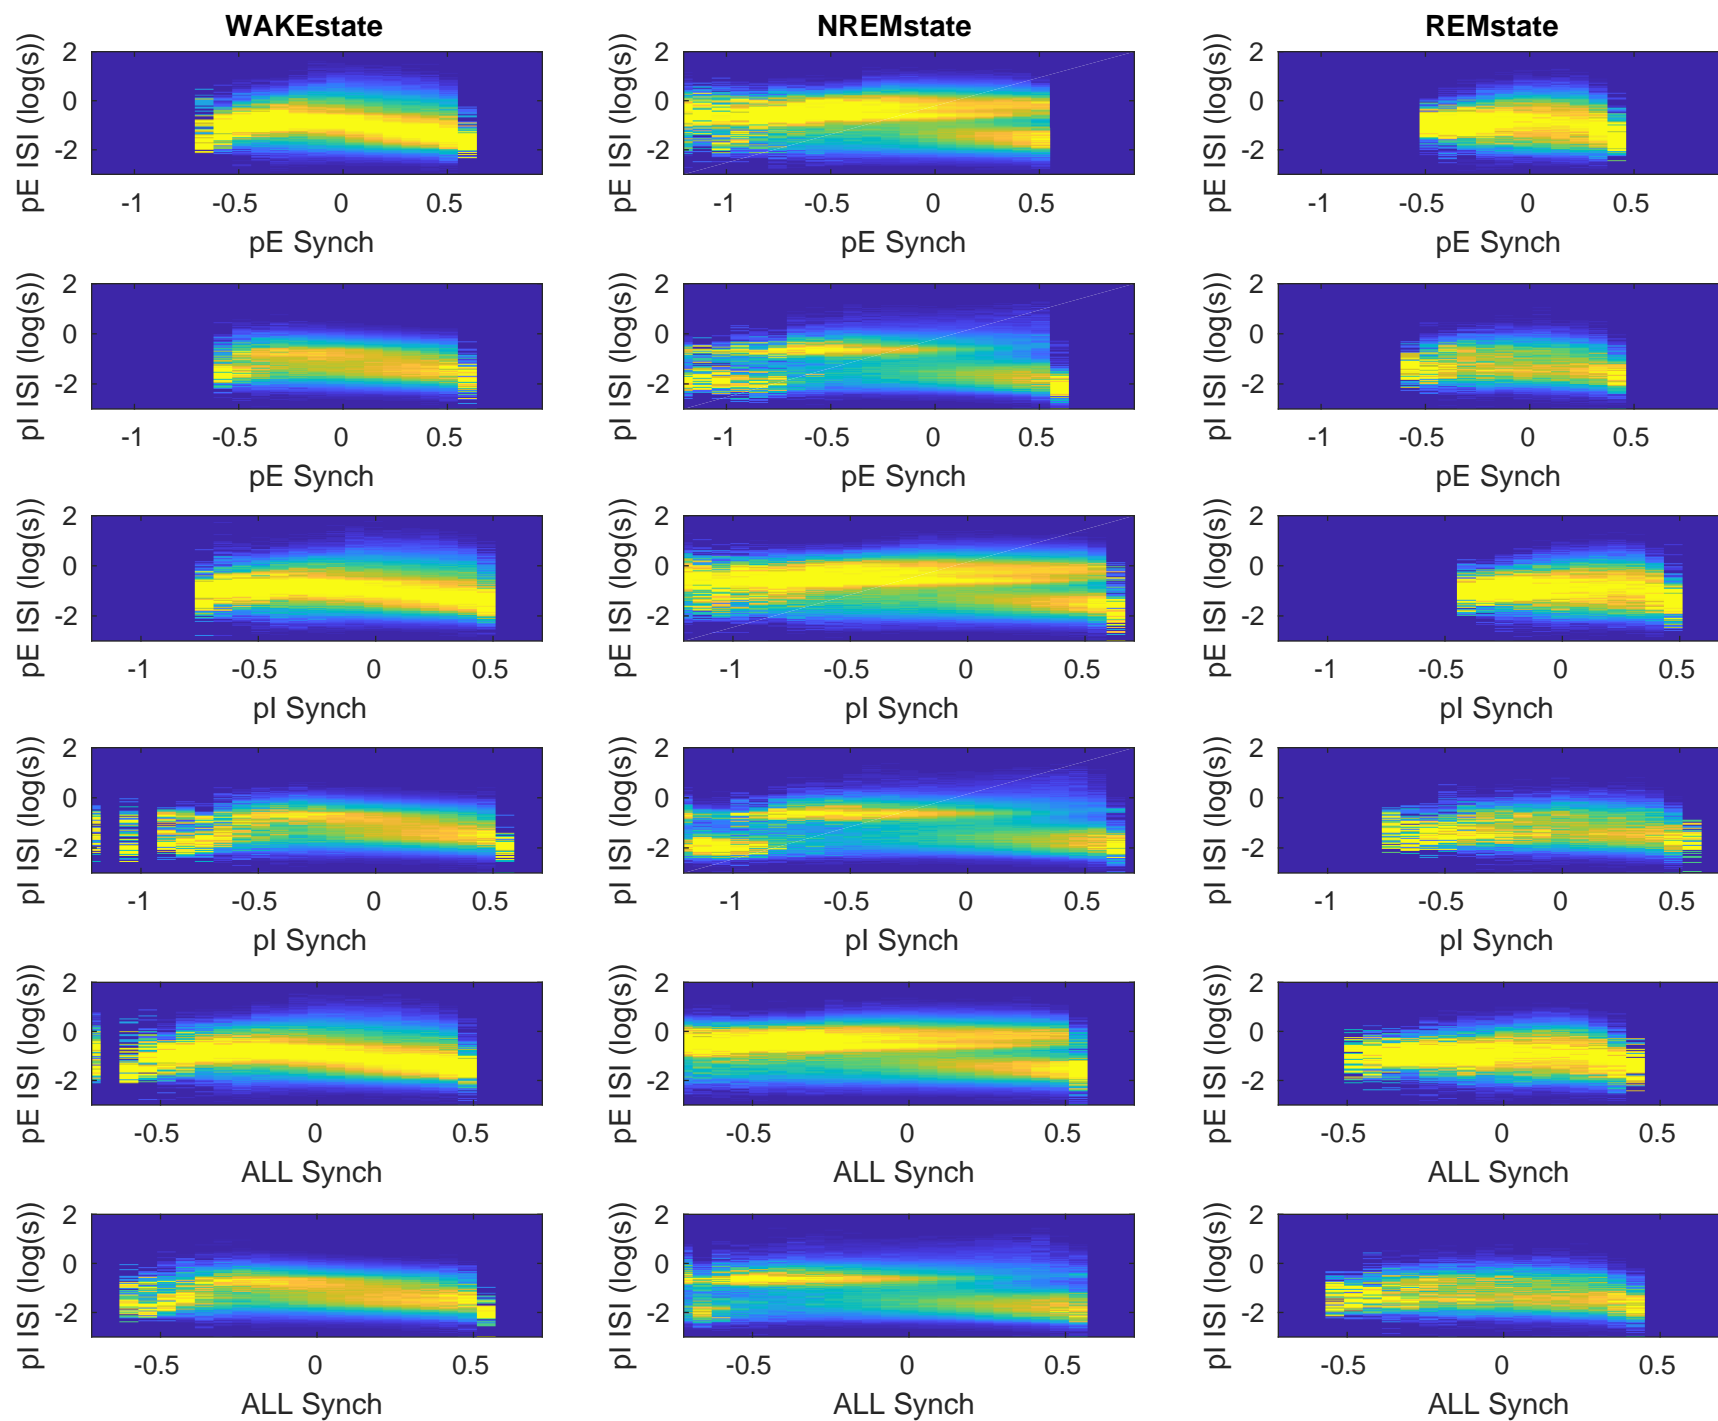 WAKEstate NREMstate REMstate
pE ISI (log(s)) 2 0 -2 pE ISI (log(s)) 2 0 -2 pE ISI (log(s)) 2 0 -2
-1 -0.5 0 0.5 -1 -0.5 0 0.5 -1 -0.5 0 0.5
pE Synch pE Synch pE Synch
pI ISI (log(s)) 2 0 -2 pI ISI (log(s)) 2 0 -2 pI ISI (log(s)) 2 0 -2
-1 -0.5 0 0.5 -1 -0.5 0 0.5 -1 -0.5 0 0.5
pE Synch pE Synch pE Synch
pE ISI (log(s)) 2 0 -2 pE ISI (log(s)) 2 0 -2 pE ISI (log(s)) 2 0 -2
-1 -0.5 0 0.5 -1 -0.5 0 0.5 -1 -0.5 0 0.5
pI Synch pI Synch pI Synch
pI ISI (log(s)) 2 0 -2 pI ISI (log(s)) 2 0 -2 pI ISI (log(s)) 2 0 -2
-1 -0.5 0 0.5 -1 -0.5 0 0.5 -1 -0.5 0 0.5
pI Synch pI Synch pI Synch
pE ISI (log(s)) 2 0 -2 pE ISI (log(s)) 2 0 -2 pE ISI (log(s)) 2 0 -2
-0.5 0 0.5 -0.5 0 0.5 -0.5 0 0.5
ALL Synch ALL Synch ALL Synch
pI ISI (log(s)) 2 0 -2 pI ISI (log(s)) 2 0 -2 pI ISI (log(s)) 2 0 -2
-0.5 0 0.5 -0.5 0 0.5 -0.5 0 0.5
ALL Synch ALL Synch ALL Synch